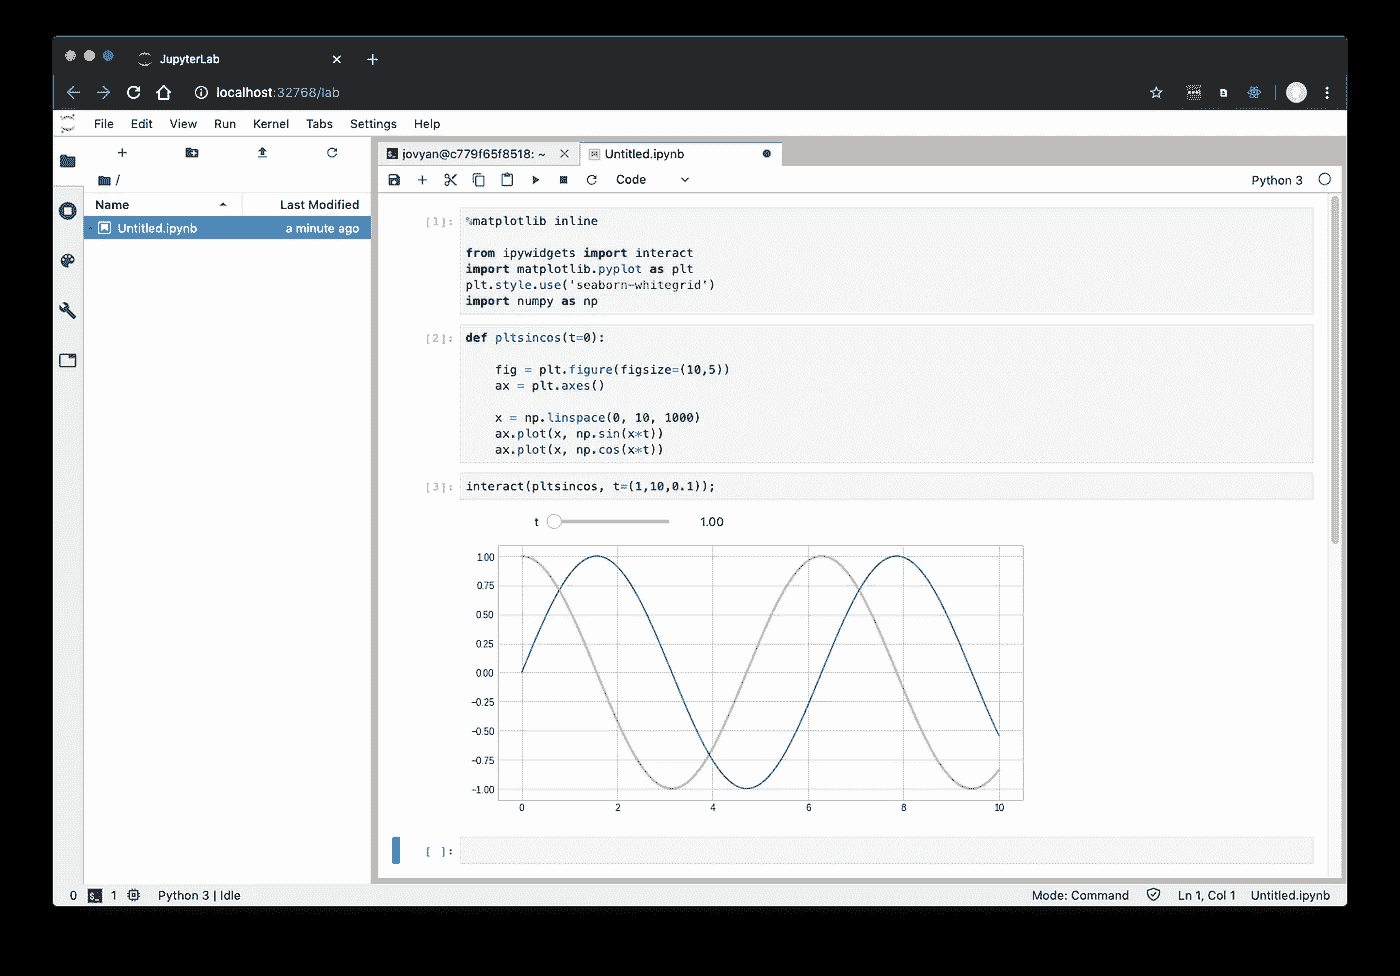 JupyterLab
localhost:32768/lab
File Edit View Run Kernel Tabs Settings Help
jovyan@c779f65f8518: ~
Untitled.ipynb
/
Code
Python 3
Name Last Modified
Untitled.ipynb a minute ago
[1]: %matplotlib inline
from ipywidgets import interact
import matplotlib.pyplot as plt
plt.style.use('seaborn-whitegrid')
import numpy as np
[2]: def pltsincos(t=0):
fig = plt.figure(figsize=(10,5))
ax = plt.axes()
x = np.linspace(0, 10, 1000)
ax.plot(x, np.sin(x*t))
ax.plot(x, np.cos(x*t))
[3]: interact(pltsincos, t=(1,10,0.1));
t 1.00
1.00
0.75
0.50
0.25
0.00
−0.25
−0.50
−0.75
−1.00
0 2 4 6 8 10
[ ]:
0 $_ 1 Python 3 | Idle Mode: Command Ln 1, Col 1 Untitled.ipynb